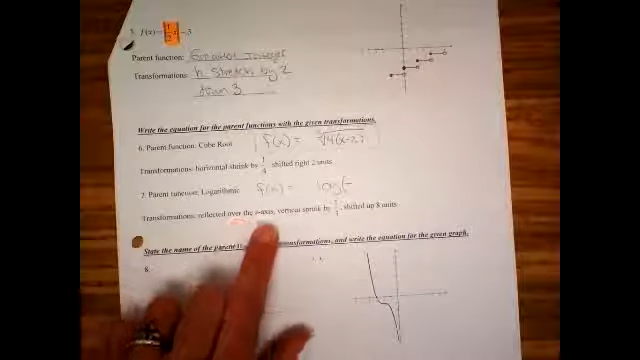 5. f(x) = [1/2 x] - 3
Parent function: Greatest Integer
Transformations: h. stretch by 2
down 3
Write the equation for the parent functions with the given transformations.
6. Parent function: Cube Root f(x) = ∛4(x-2)
Transformations: horizontal shrink by 1/4 shifted right 2 units
7. Parent function: Logarithmic f(x) = log(-
Transformations: reflected over the axis, vertical shrink by shifted up 8 units
State the name of the parent transformations, and write the equation for the given graph.
8.